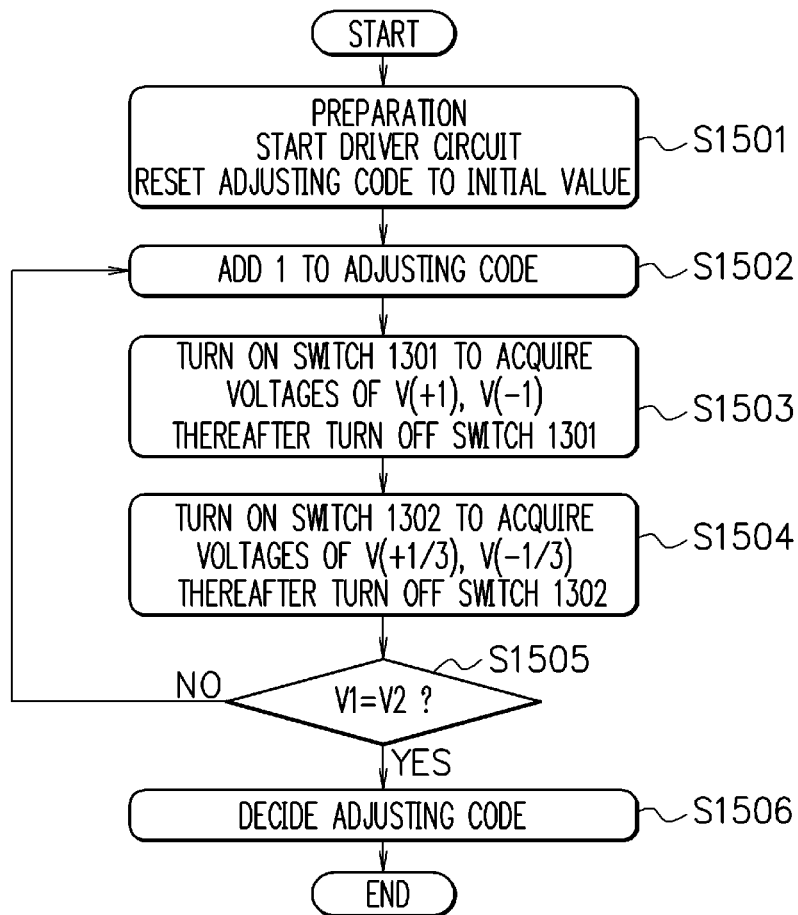 START
PREPARATION
START DRIVER CIRCUIT
RESET ADJUSTING CODE TO INITIAL VALUE
S1501
ADD 1 TO ADJUSTING CODE
S1502
TURN ON SWITCH 1301 TO ACQUIRE
VOLTAGES OF V(+1), V(−1)
THEREAFTER TURN OFF SWITCH 1301
S1503
TURN ON SWITCH 1302 TO ACQUIRE
VOLTAGES OF V(+1/3), V(−1/3)
THEREAFTER TURN OFF SWITCH 1302
S1504
S1505
NO
V1=V2 ?
YES
DECIDE ADJUSTING CODE
S1506
END